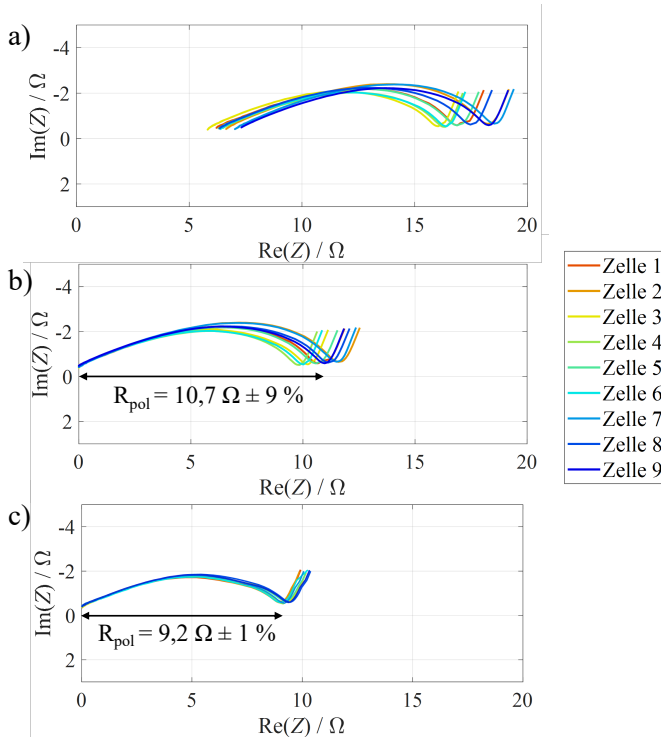 a)
-4
-2
0
2
Im(Z) / Ω
0
5
10
15
20
Re(Z) / Ω
b)
-4
-2
0
2
Im(Z) / Ω
R_pol = 10,7 Ω ± 9 %
0
5
10
15
20
Re(Z) / Ω
c)
-4
-2
0
2
Im(Z) / Ω
R_pol = 9,2 Ω ± 1 %
0
5
10
15
20
Re(Z) / Ω
Zelle 1
Zelle 2
Zelle 3
Zelle 4
Zelle 5
Zelle 6
Zelle 7
Zelle 8
Zelle 9